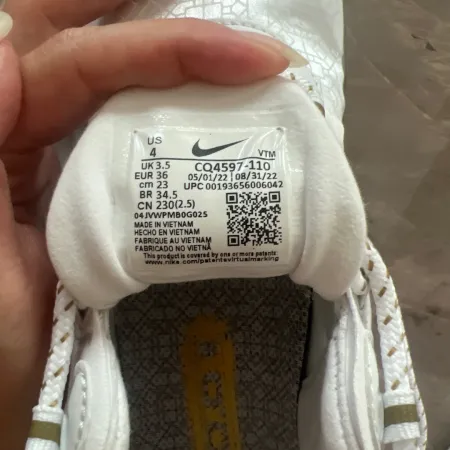 US
4
VTM
UK 3.5
CQ4597-110
EUR 36
05/01/22 08/31/22
cm 23
UPC 00193656006042
BR 34.5
CN 230(2.5)
04JVWPMB0G025
MADE IN VIETNAM
HECHO EN VIETNAM
FABRIQUE AU VIETNAM
FABRICADO NO VIETNÃ
This product is covered by one or more patents
www.nike.com/patentsvirtualmarking